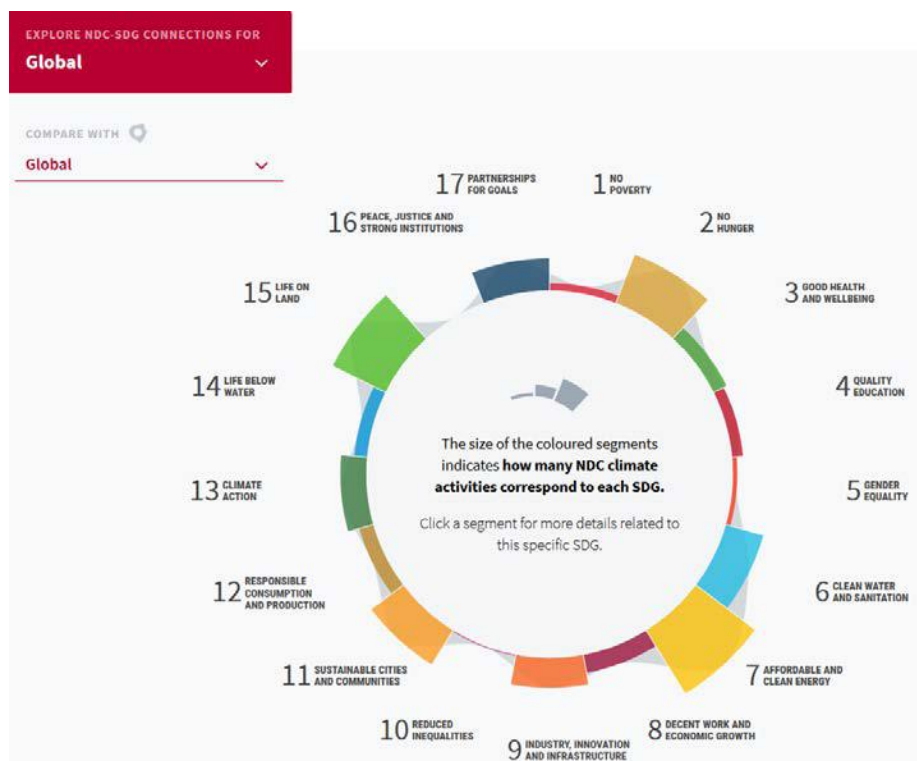 EXPLORE NDC-SDG CONNECTIONS FOR
Global
COMPARE WITH
Global
17 PARTNERSHIPS
FOR GOALS
1 NO
POVERTY
16 PEACE, JUSTICE AND
STRONG INSTITUTIONS
2 NO
HUNGER
15 LIFE ON
LAND
3 GOOD HEALTH
AND WELLBEING
14 LIFE BELOW
WATER
4 QUALITY
EDUCATION
The size of the coloured segments
indicates how many NDC climate
activities correspond to each SDG.
Click a segment for more details related to
this specific SDG.
13 CLIMATE
ACTION
5 GENDER
EQUALITY
12 RESPONSIBLE
CONSUMPTION
AND PRODUCTION
6 CLEAN WATER
AND SANITATION
11 SUSTAINABLE CITIES
AND COMMUNITIES
7 AFFORDABLE AND
CLEAN ENERGY
10 REDUCED
INEQUALITIES
9 INDUSTRY, INNOVATION
AND INFRASTRUCTURE
8 DECENT WORK AND
ECONOMIC GROWTH